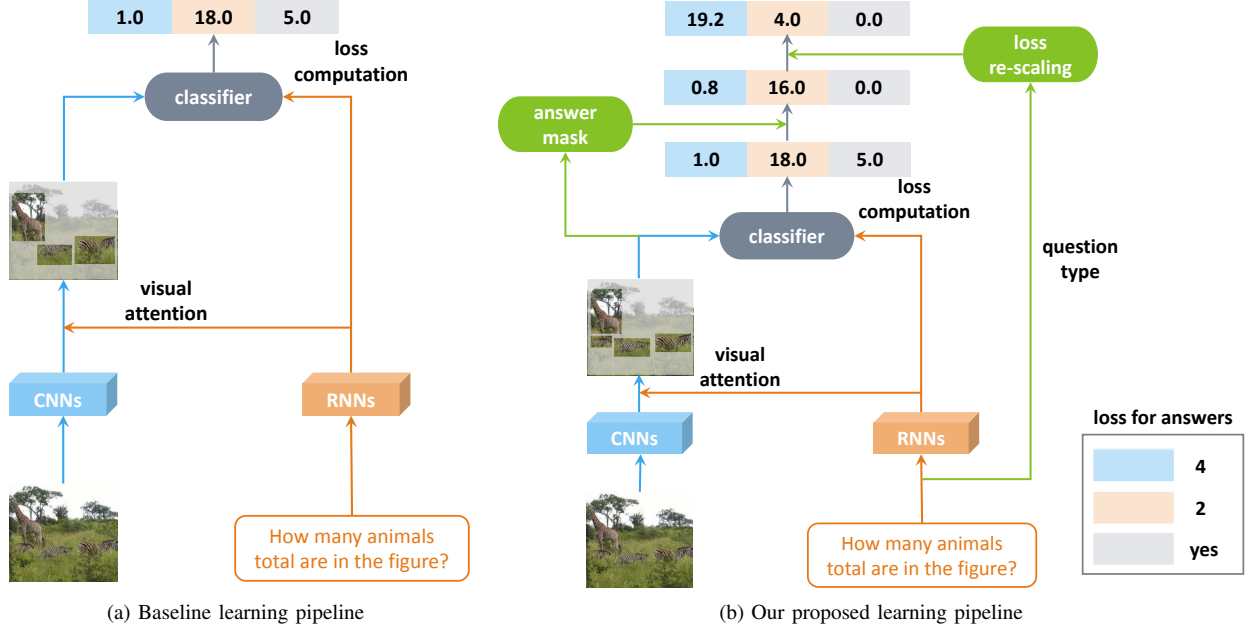 1.0 18.0 5.0
loss
computation
classifier
visual
attention
CNNs
RNNs
How many animals
total are in the figure?
(a) Baseline learning pipeline
19.2 4.0 0.0
loss
re-scaling
0.8 16.0 0.0
answer
mask
1.0 18.0 5.0
loss
computation
classifier
question
type
visual
attention
CNNs
RNNs
How many animals
total are in the figure?
loss for answers
4
2
yes
(b) Our proposed learning pipeline